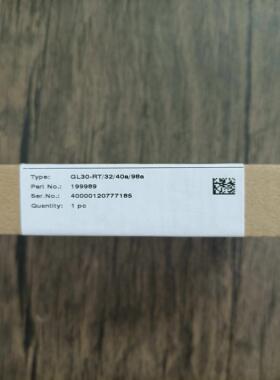 Type: GL30-RT/32/40a/98a
Part No.: 199989
Ser.No.: 40000120777185
Quantity: 1 pc